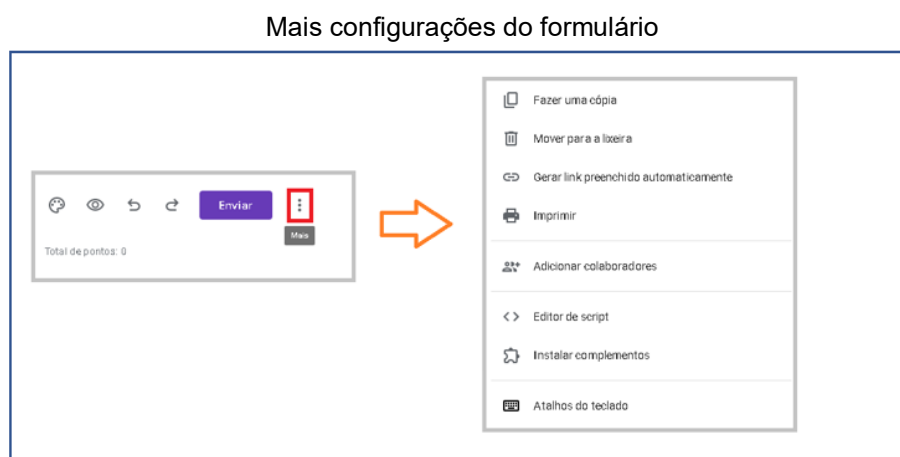 Mais configurações do formulário
Enviar
Mais
Total de pontos: 0
Fazer uma cópia
Mover para a lixeira
Gerar link preenchido automaticamente
Imprimir
Adicionar colaboradores
Editor de script
Instalar complementos
Atalhos do teclado